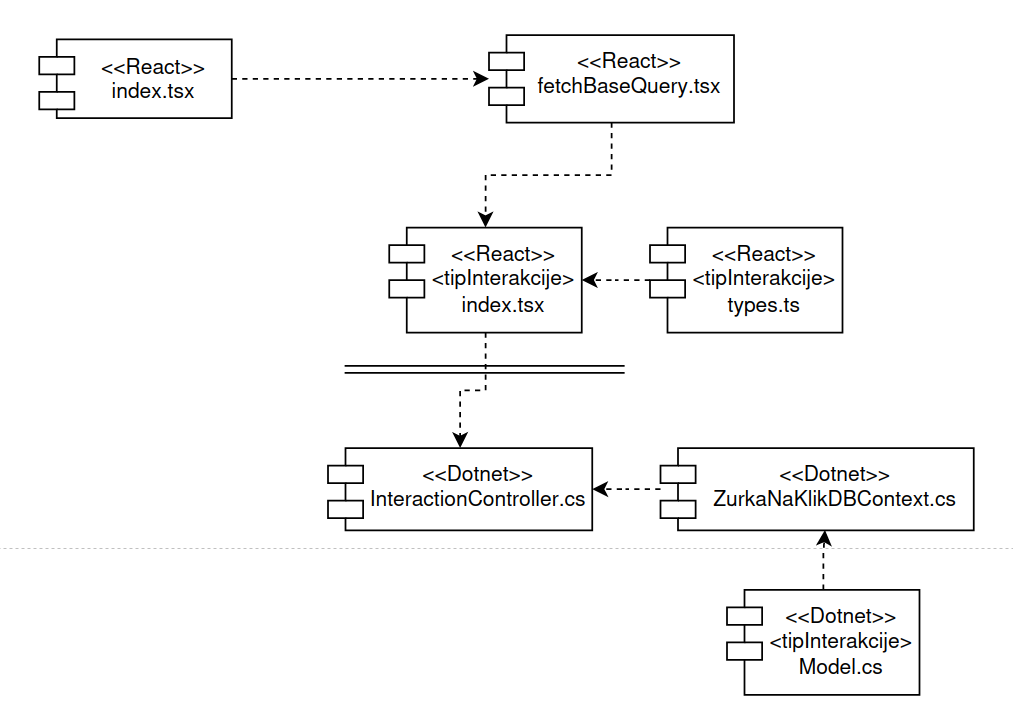 <<React>>
index.tsx
<<React>>
fetchBaseQuery.tsx
<<React>>
<tipInterakcije>
index.tsx
<<React>>
<tipInterakcije>
types.ts
<<Dotnet>>
InteractionController.cs
<<Dotnet>>
ZurkaNaKlikDBContext.cs
<<Dotnet>>
<tipInterakcije>
Model.cs